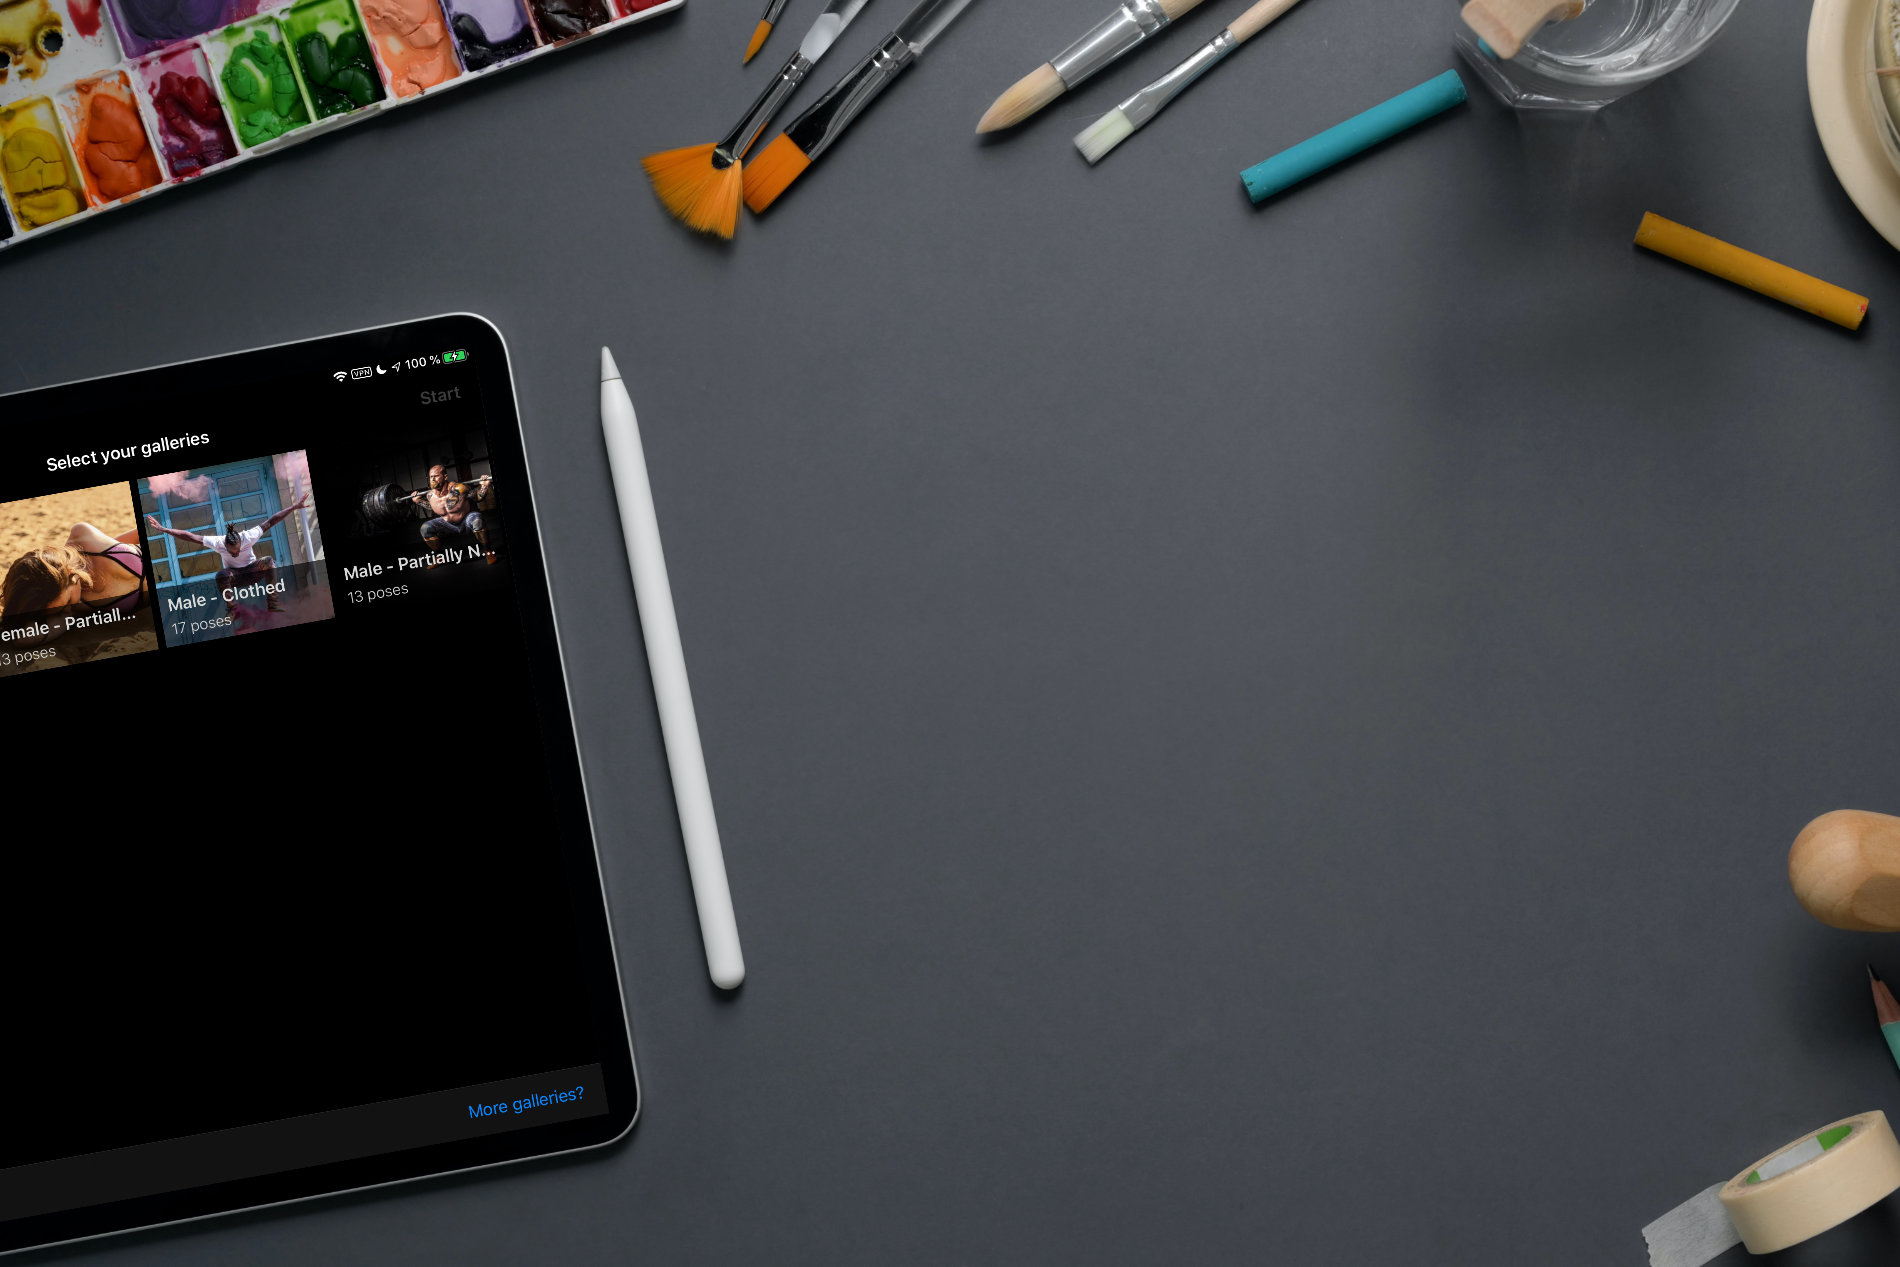 VPN 100 %
Start
Select your galleries
emale - Partiall...
13 poses
Male - Clothed
17 poses
Male - Partially N...
13 poses
More galleries?